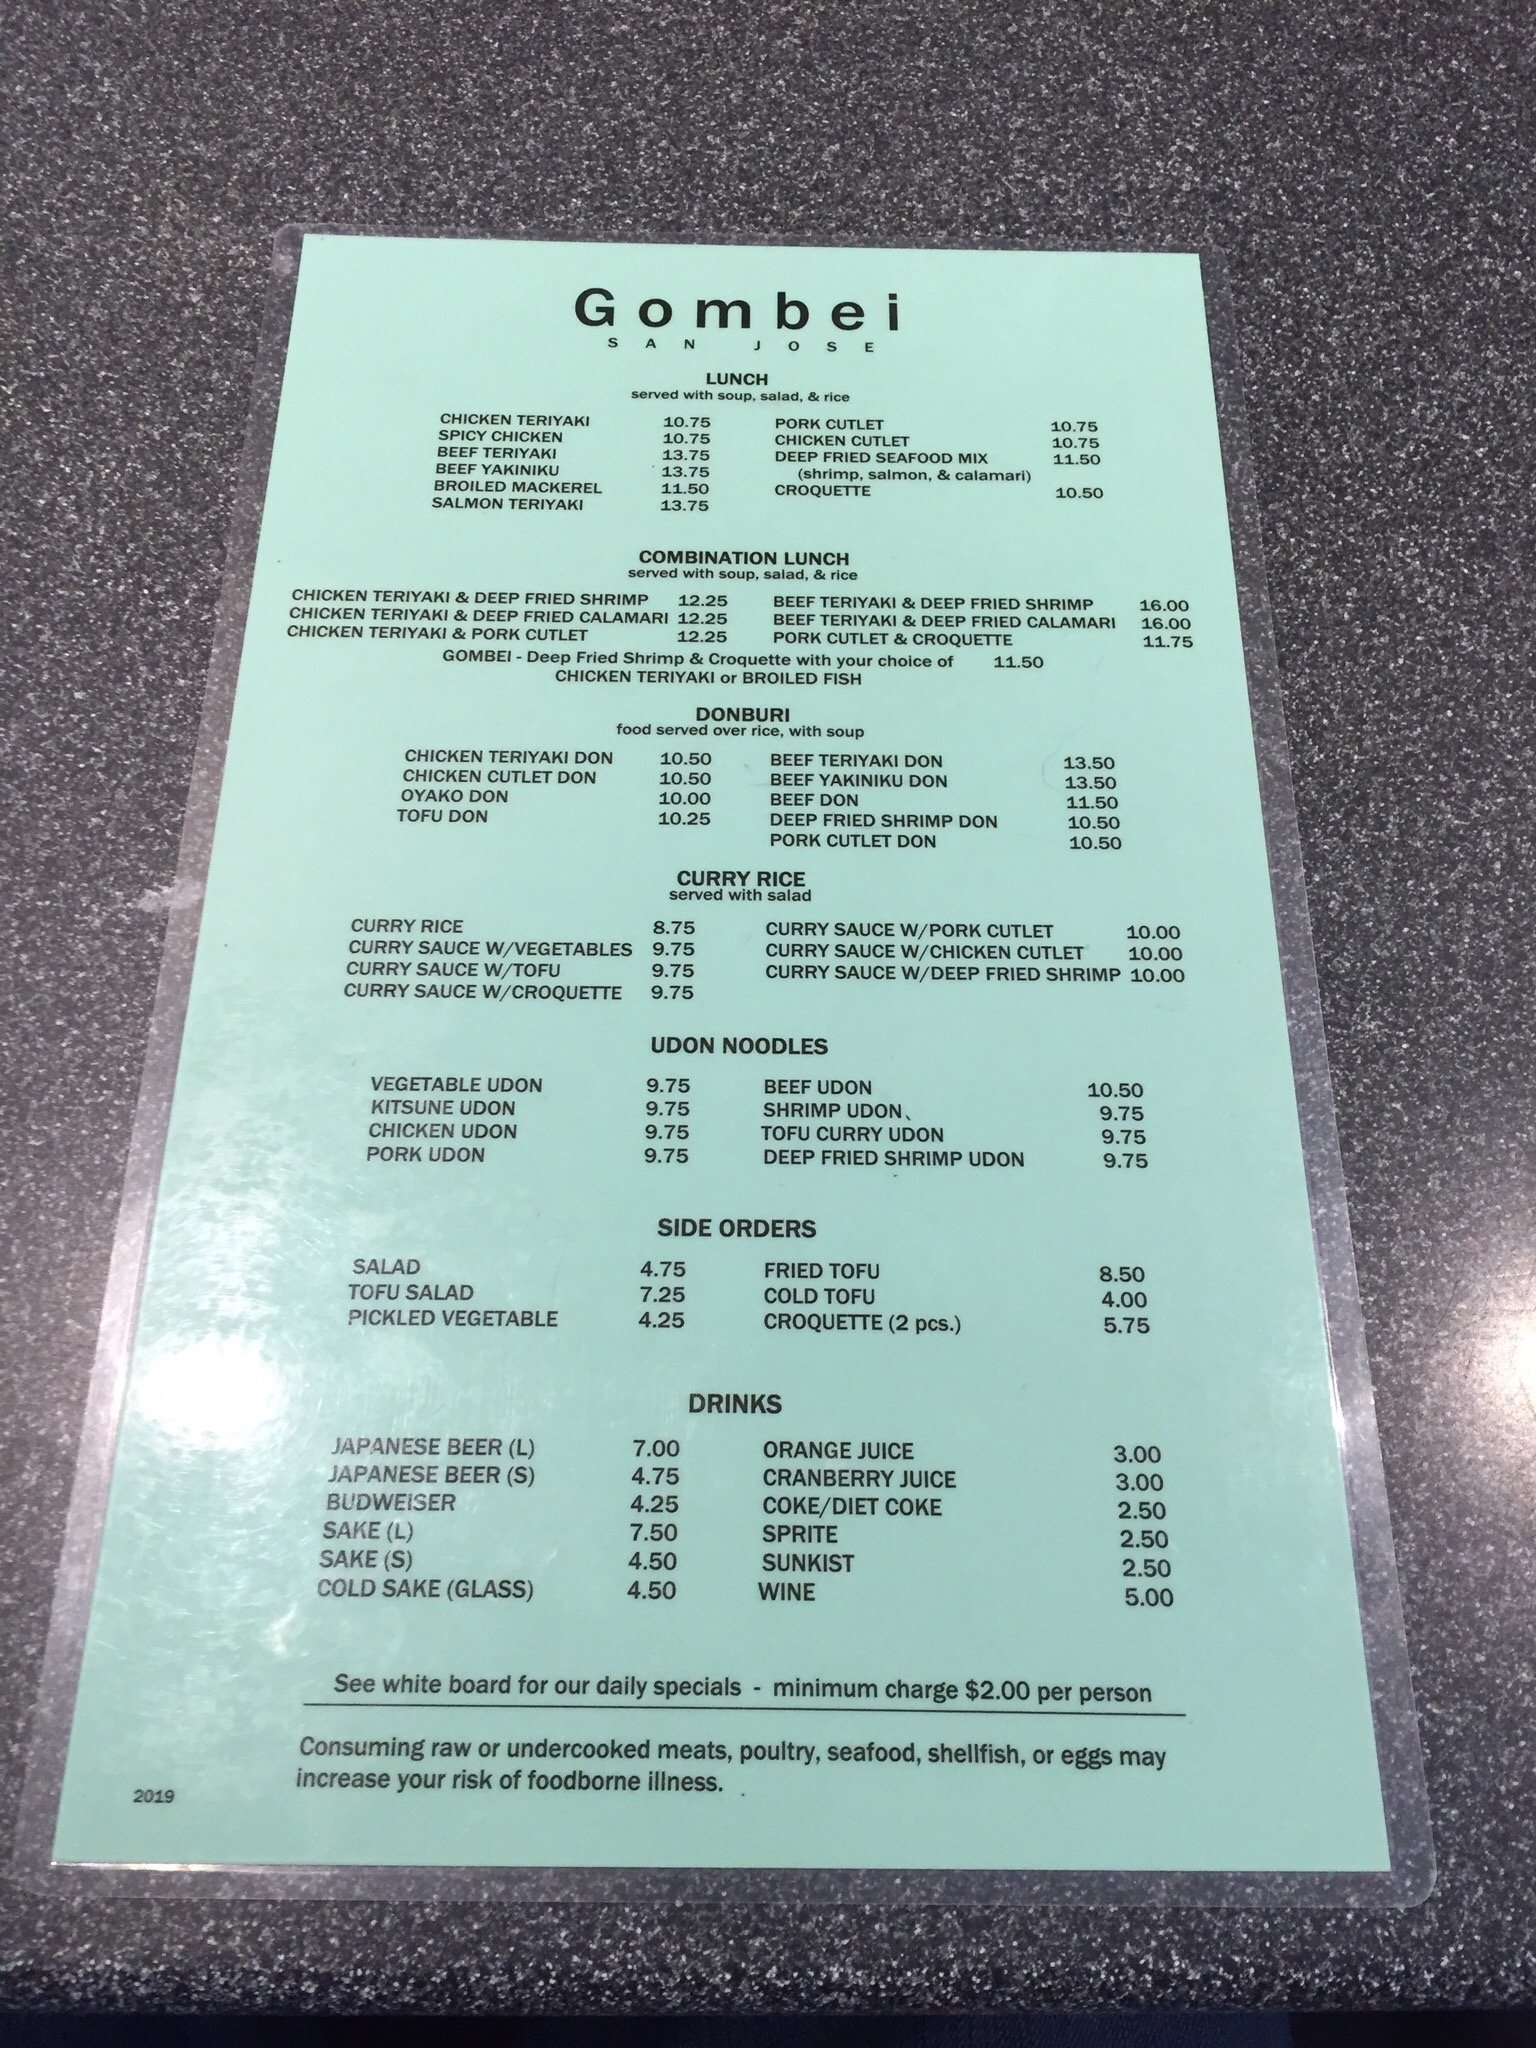 Gombei
SAN JOSE
LUNCH
served with soup, salad, & rice
CHICKEN TERIYAKI 10.75 PORK CUTLET 10.75
SPICY CHICKEN 10.75 CHICKEN CUTLET 10.75
BEEF TERIYAKI 13.75 DEEP FRIED SEAFOOD MIX 11.50
BEEF YAKINIKU 13.75 (shrimp, salmon, & calamari)
BROILED MACKEREL 11.50 CROQUETTE 10.50
SALMON TERIYAKI 13.75
COMBINATION LUNCH
served with soup, salad, & rice
CHICKEN TERIYAKI & DEEP FRIED SHRIMP 12.25 BEEF TERIYAKI & DEEP FRIED SHRIMP 16.00
CHICKEN TERIYAKI & DEEP FRIED CALAMARI 12.25 BEEF TERIYAKI & DEEP FRIED CALAMARI 16.00
CHICKEN TERIYAKI & PORK CUTLET 12.25 PORK CUTLET & CROQUETTE 11.75
GOMBEI - Deep Fried Shrimp & Croquette with your choice of 11.50
CHICKEN TERIYAKI or BROILED FISH
DONBURI
food served over rice, with soup
CHICKEN TERIYAKI DON 10.50 BEEF TERIYAKI DON 13.50
CHICKEN CUTLET DON 10.50 BEEF YAKINIKU DON 13.50
OYAKO DON 10.00 BEEF DON 11.50
TOFU DON 10.25 DEEP FRIED SHRIMP DON 10.50
PORK CUTLET DON 10.50
CURRY RICE
served with salad
CURRY RICE 8.75 CURRY SAUCE W/PORK CUTLET 10.00
CURRY SAUCE W/VEGETABLES 9.75 CURRY SAUCE W/CHICKEN CUTLET 10.00
CURRY SAUCE W/TOFU 9.75 CURRY SAUCE W/DEEP FRIED SHRIMP 10.00
CURRY SAUCE W/CROQUETTE 9.75
UDON NOODLES
VEGETABLE UDON 9.75 BEEF UDON 10.50
KITSUNE UDON 9.75 SHRIMP UDON 9.75
CHICKEN UDON 9.75 TOFU CURRY UDON 9.75
PORK UDON 9.75 DEEP FRIED SHRIMP UDON 9.75
SIDE ORDERS
SALAD 4.75 FRIED TOFU 8.50
TOFU SALAD 7.25 COLD TOFU 4.00
PICKLED VEGETABLE 4.25 CROQUETTE (2 pcs.) 5.75
DRINKS
JAPANESE BEER (L) 7.00 ORANGE JUICE 3.00
JAPANESE BEER (S) 4.75 CRANBERRY JUICE 3.00
BUDWEISER 4.25 COKE/DIET COKE 2.50
SAKE (L) 7.50 SPRITE 2.50
SAKE (S) 4.50 SUNKIST 2.50
COLD SAKE (GLASS) 4.50 WINE 5.00
See white board for our daily specials - minimum charge $2.00 per person
Consuming raw or undercooked meats, poultry, seafood, shellfish, or eggs may
increase your risk of foodborne illness.
2019